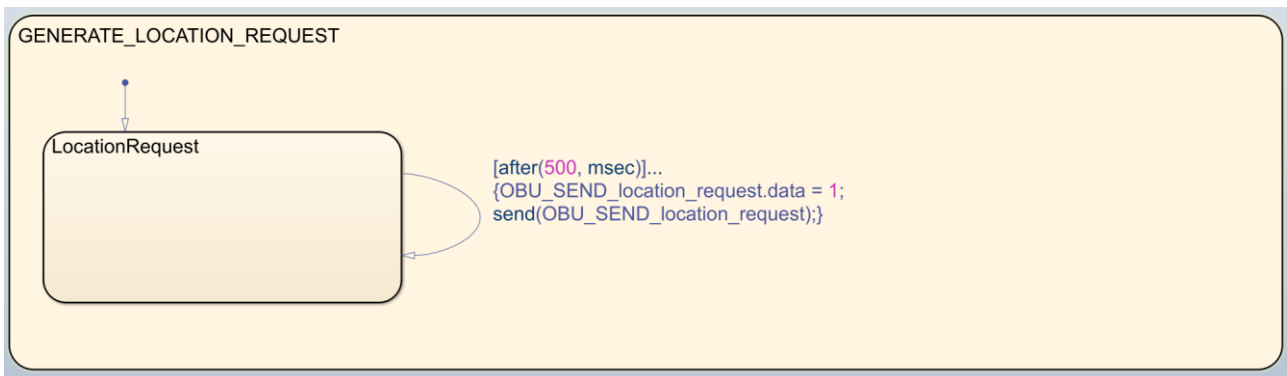 GENERATE_LOCATION_REQUEST
LocationRequest
[after(500, msec)]...
{OBU_SEND_location_request.data = 1;
send(OBU_SEND_location_request);}